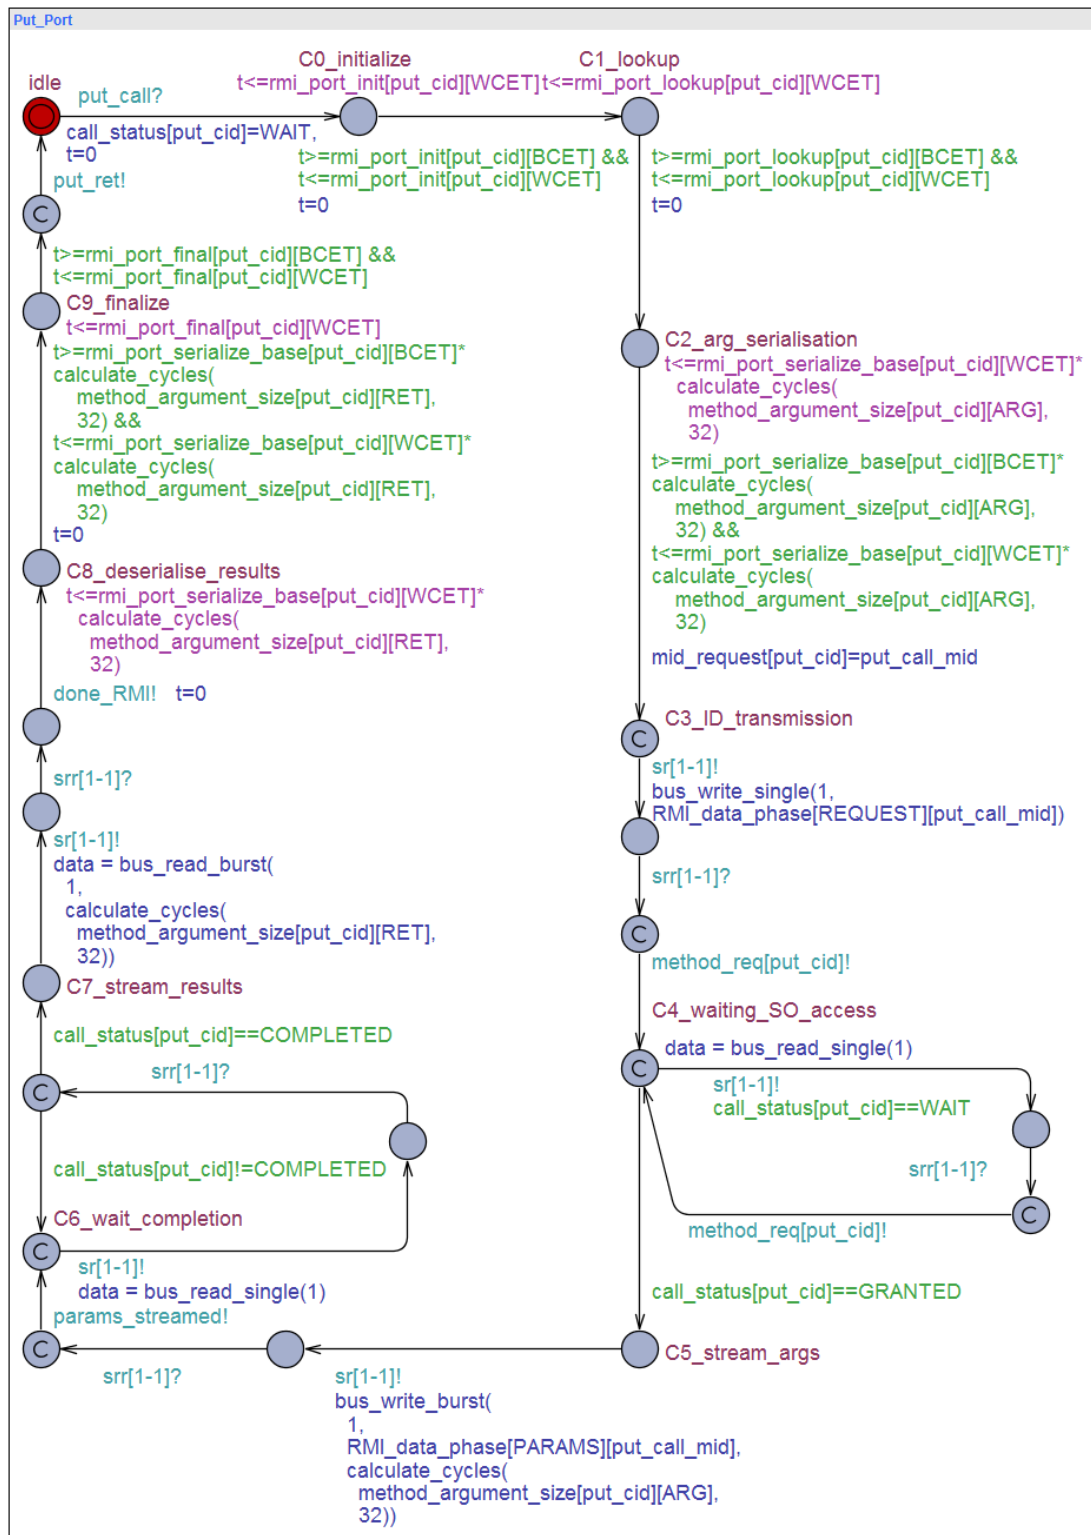 Put_Port
idle
put_call?
call_status[put_cid]=WAIT,
t=0
C0_initialize
t<=rmi_port_init[put_cid][WCET]
t>=rmi_port_init[put_cid][BCET] &&
t<=rmi_port_init[put_cid][WCET]
t=0
C1_lookup
t<=rmi_port_lookup[put_cid][WCET]
t>=rmi_port_lookup[put_cid][BCET] &&
t<=rmi_port_lookup[put_cid][WCET]
t=0
C2_arg_serialisation
t<=rmi_port_serialize_base[put_cid][WCET]*
calculate_cycles(
method_argument_size[put_cid][ARG],
32)
t>=rmi_port_serialize_base[put_cid][BCET]*
calculate_cycles(
method_argument_size[put_cid][ARG],
32) &&
t<=rmi_port_serialize_base[put_cid][WCET]*
calculate_cycles(
method_argument_size[put_cid][ARG],
32)
mid_request[put_cid]=put_call_mid
C3_ID_transmission
C
sr[1-1]!
bus_write_single(1,
RMI_data_phase[REQUEST][put_call_mid])
srr[1-1]?
C
method_req[put_cid]!
C4_waiting_SO_access
C
data = bus_read_single(1)
sr[1-1]!
call_status[put_cid]==WAIT
srr[1-1]?
C
method_req[put_cid]!
call_status[put_cid]==GRANTED
C5_stream_args
sr[1-1]!
bus_write_burst(
1,
RMI_data_phase[PARAMS][put_call_mid],
calculate_cycles(
method_argument_size[put_cid][ARG],
32))
srr[1-1]?
C
params_streamed!
C6_wait_completion
C
sr[1-1]!
data = bus_read_single(1)
srr[1-1]?
C
call_status[put_cid]!=COMPLETED
call_status[put_cid]==COMPLETED
C7_stream_results
sr[1-1]!
data = bus_read_burst(
1,
calculate_cycles(
method_argument_size[put_cid][RET],
32))
srr[1-1]?
done_RMI! t=0
C8_deserialise_results
t<=rmi_port_serialize_base[put_cid][WCET]*
calculate_cycles(
method_argument_size[put_cid][RET],
32)
t>=rmi_port_serialize_base[put_cid][BCET]*
calculate_cycles(
method_argument_size[put_cid][RET],
32) &&
t<=rmi_port_serialize_base[put_cid][WCET]*
calculate_cycles(
method_argument_size[put_cid][RET],
32)
t=0
C9_finalize
t<=rmi_port_final[put_cid][WCET]
t>=rmi_port_final[put_cid][BCET] &&
t<=rmi_port_final[put_cid][WCET]
C
put_ret!